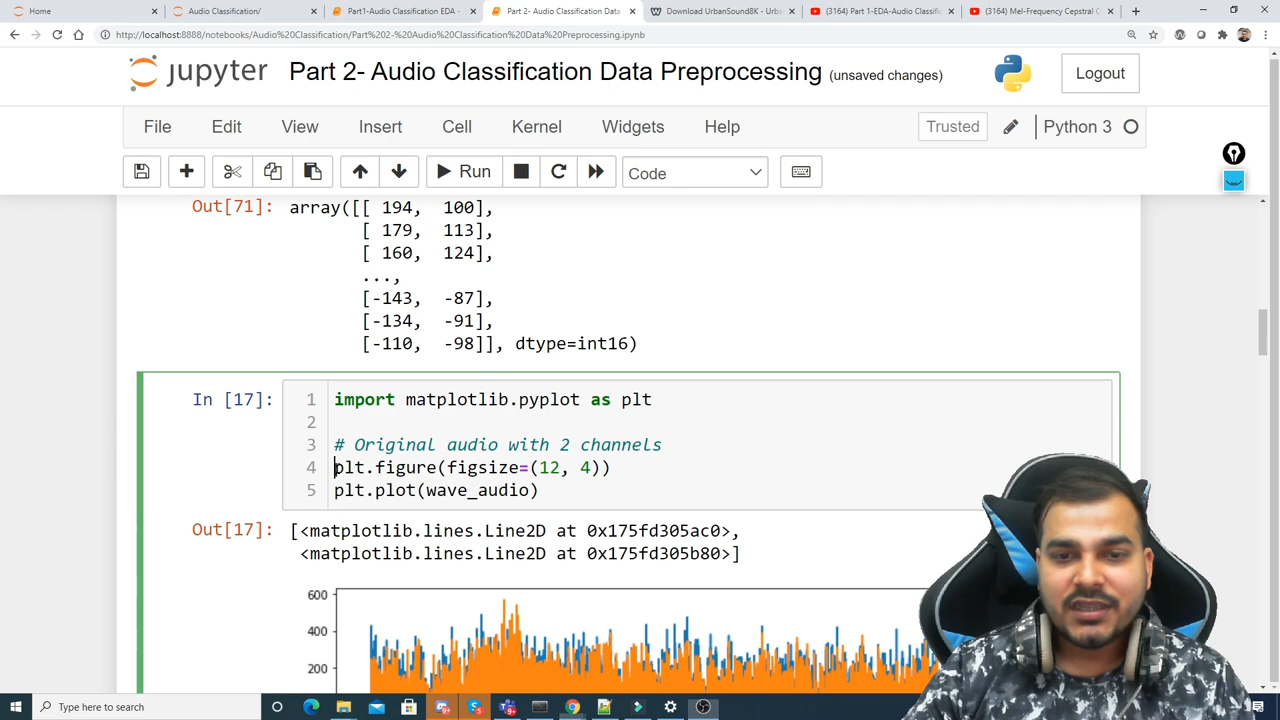 Home
Audio Classification/
Part1-Audio Classification EDA -
Part 2- Audio Classification Data
Download UrbanSound8K - Urb
(3164) Part 1-EDA-Audio Classifi
(3164) Mel-Frequency Cepstral C
http://localhost:8888/notebooks/Audio%20Classification/Part%202-%20Audio%20Classification%20Data%20Preprocessing.ipynb
jupyter Part 2- Audio Classification Data Preprocessing (unsaved changes)
Logout
File Edit View Insert Cell Kernel Widgets Help
Trusted
Python 3
Run
Code
Out[71]: array([[ 194, 100],
[ 179, 113],
[ 160, 124],
...,
[-143, -87],
[-134, -91],
[-110, -98]], dtype=int16)
In [17]: 1 import matplotlib.pyplot as plt
2
3 # Original audio with 2 channels
4 plt.figure(figsize=(12, 4))
5 plt.plot(wave_audio)
Out[17]: [<matplotlib.lines.Line2D at 0x175fd305ac0>,
<matplotlib.lines.Line2D at 0x175fd305b80>]
600
400
200
Type here to search